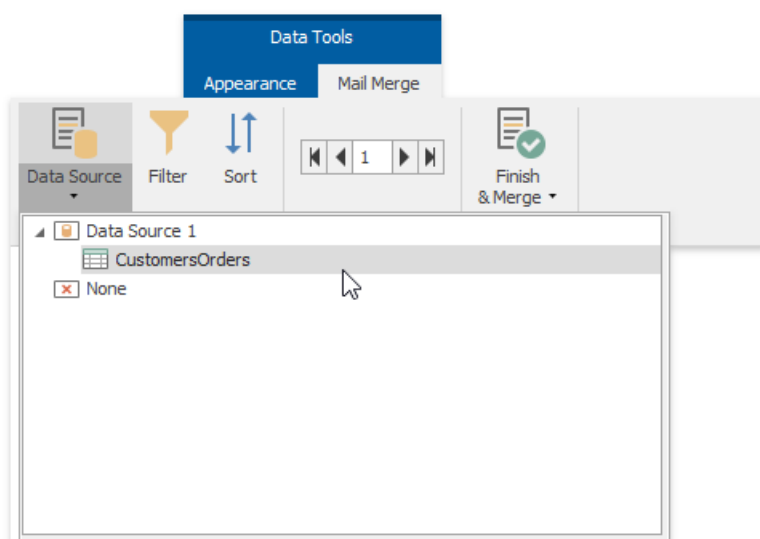 Data Tools
Appearance Mail Merge
Data Source Filter Sort 1 Finish
& Merge
Data Source 1
CustomersOrders
None